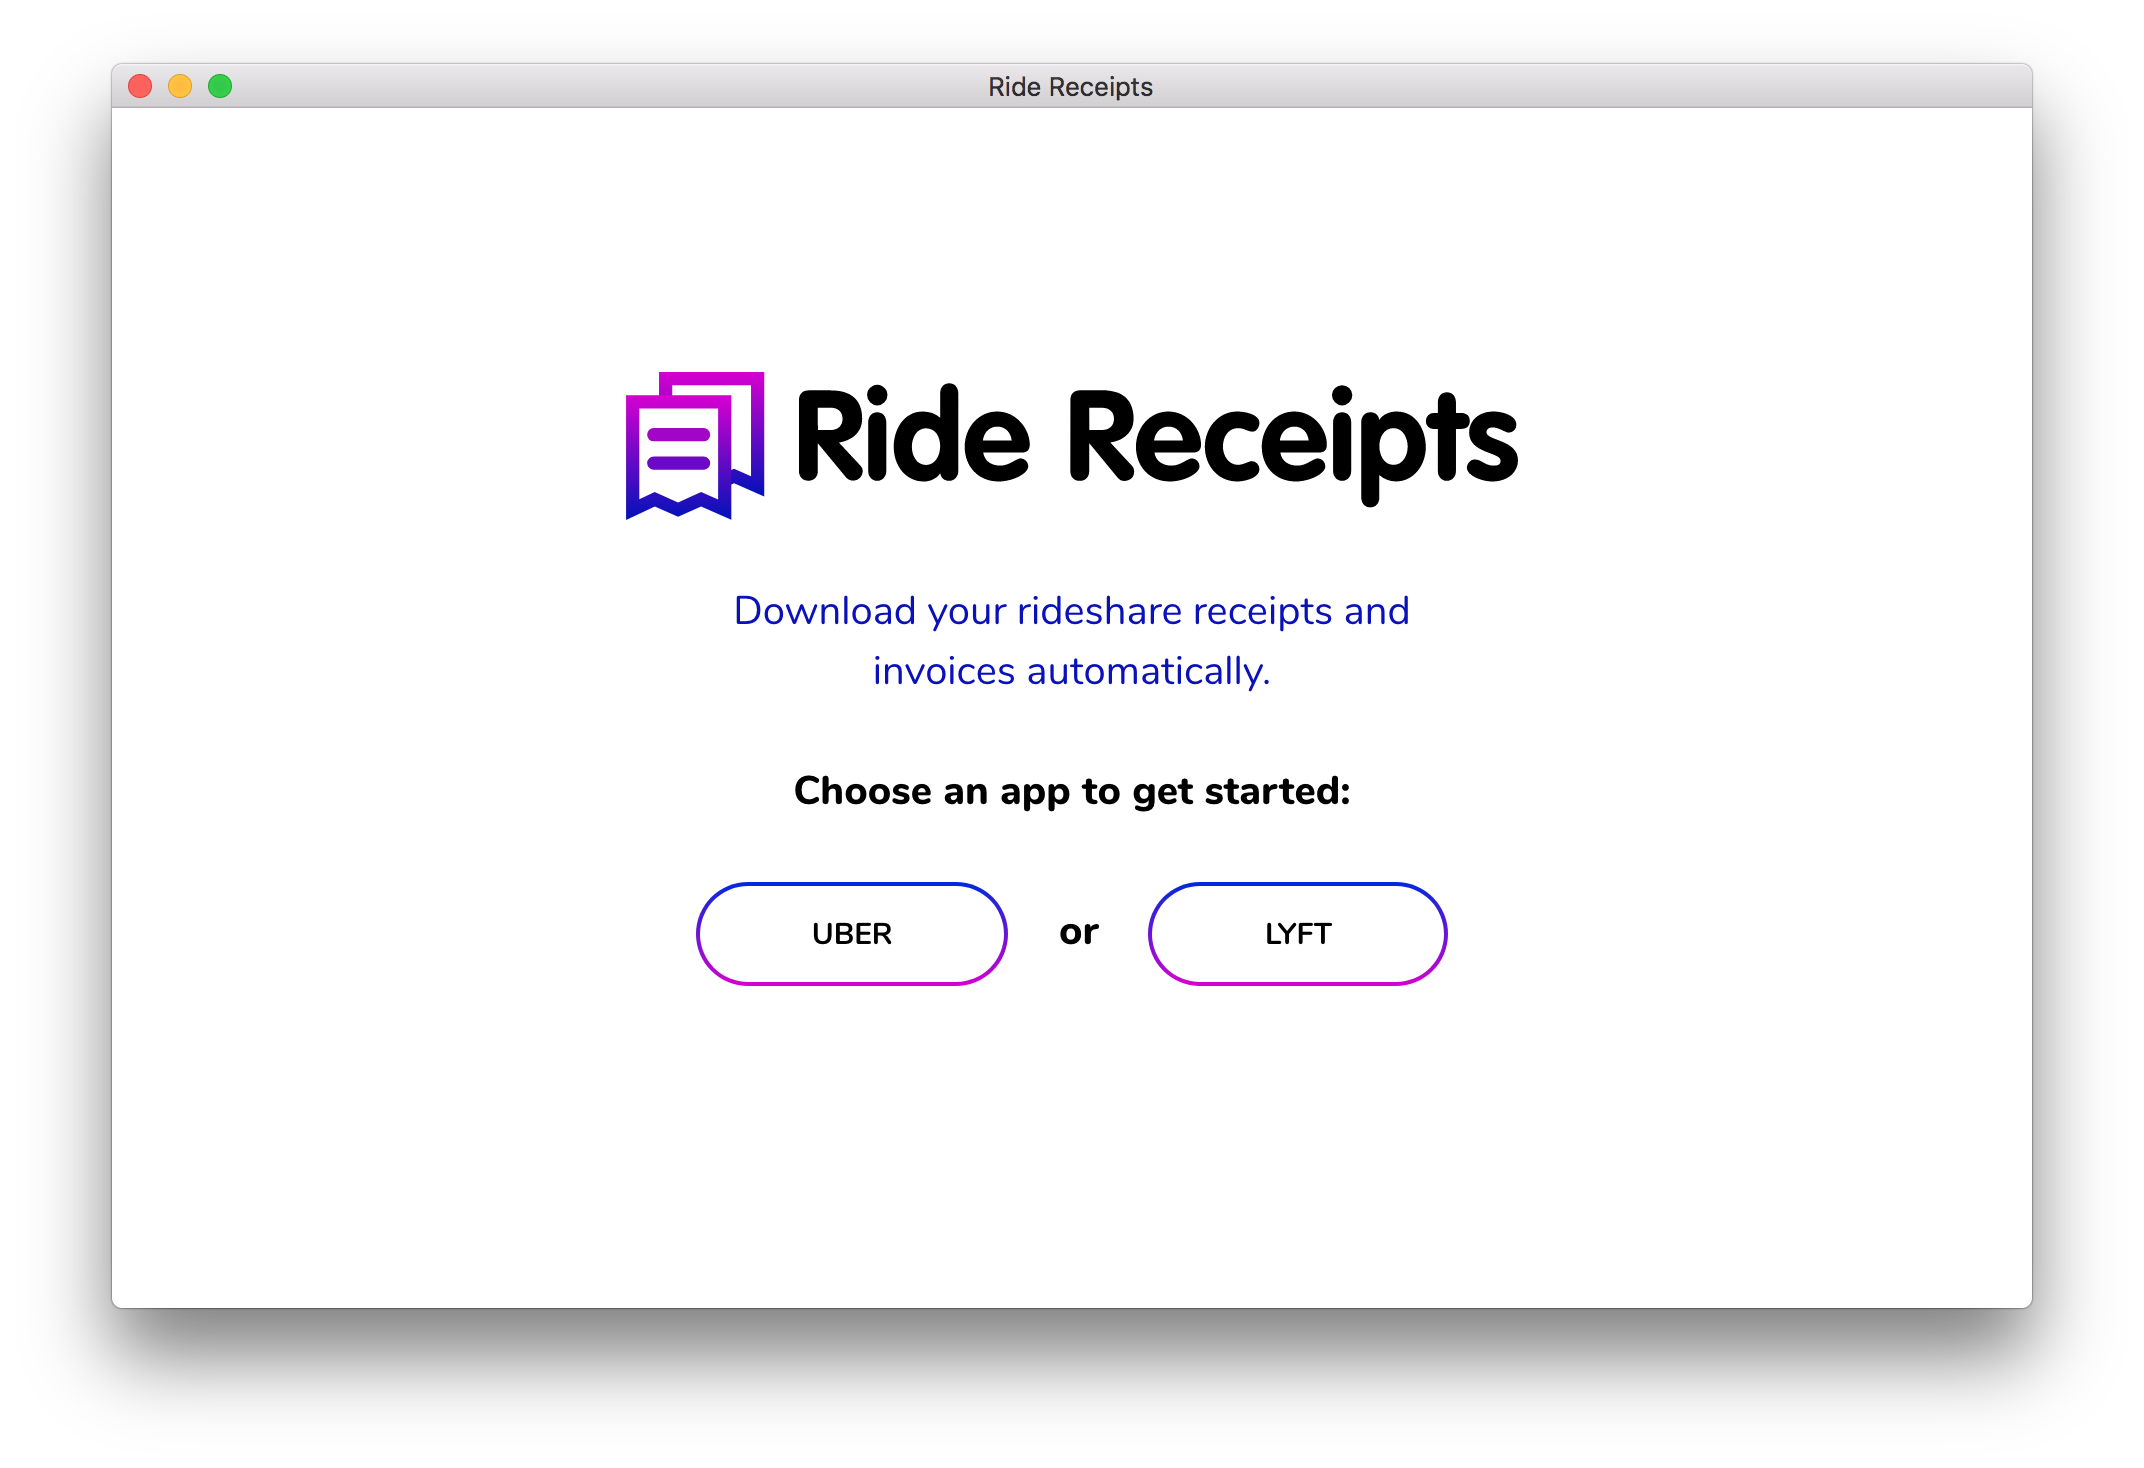 Ride Receipts
Ride Receipts
Download your rideshare receipts and
invoices automatically.
Choose an app to get started:
UBER or LYFT